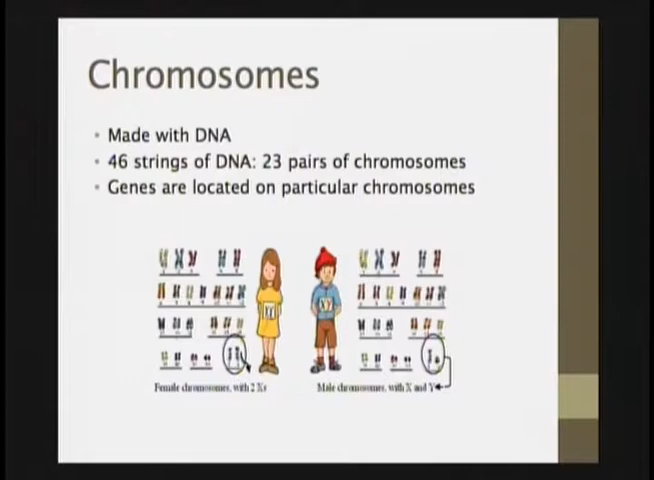 Chromosomes
Made with DNA
46 strings of DNA: 23 pairs of chromosomes
Genes are located on particular chromosomes
Female chromosomes, with 2 Xs
Male chromosomes, with X and Y